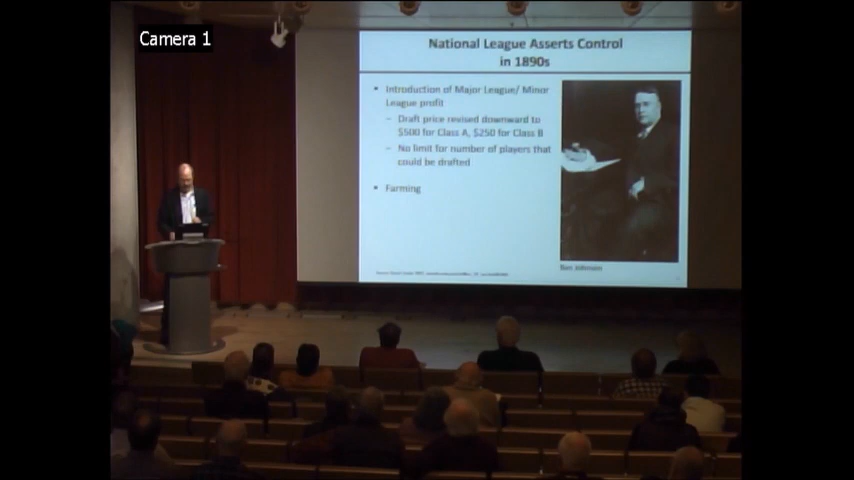 Camera 1
National League Asserts Control
in 1890s
▪ Introduction of Major League/ Minor
League profit
– Draft price revised downward to
$500 for Class A, $250 for Class B
– No limit for number of players that
could be drafted
▪ Farming
Ban Johnson